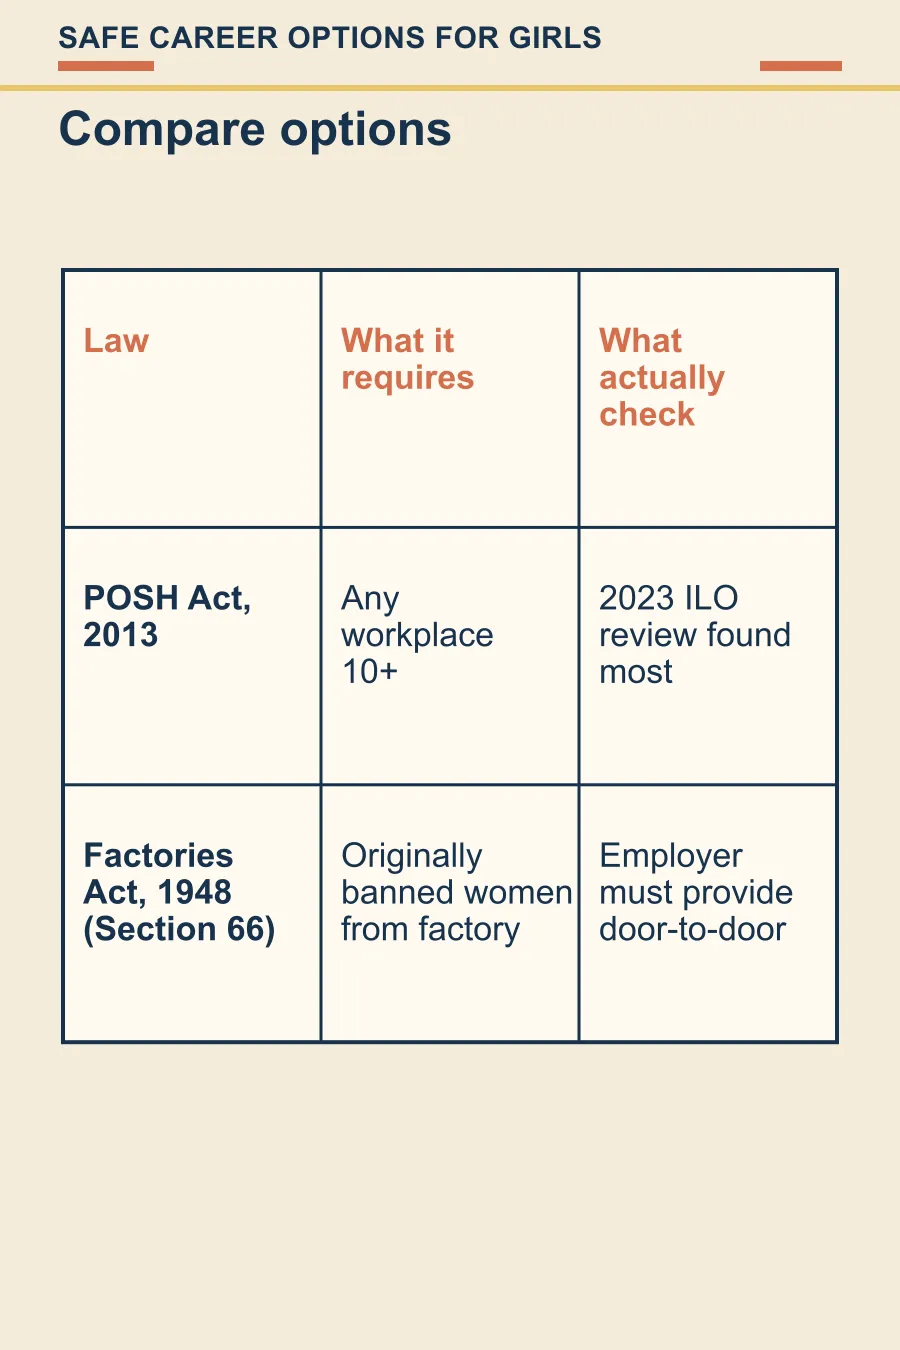 SAFE CAREER OPTIONS FOR GIRLS
Compare options
Law
What it
requires
What
actually
check
POSH Act,
2013
Any
workplace
10+
2023 ILO
review found
most
Factories
Act, 1948
(Section 66)
Originally
banned women
from factory
Employer
must provide
door-to-door